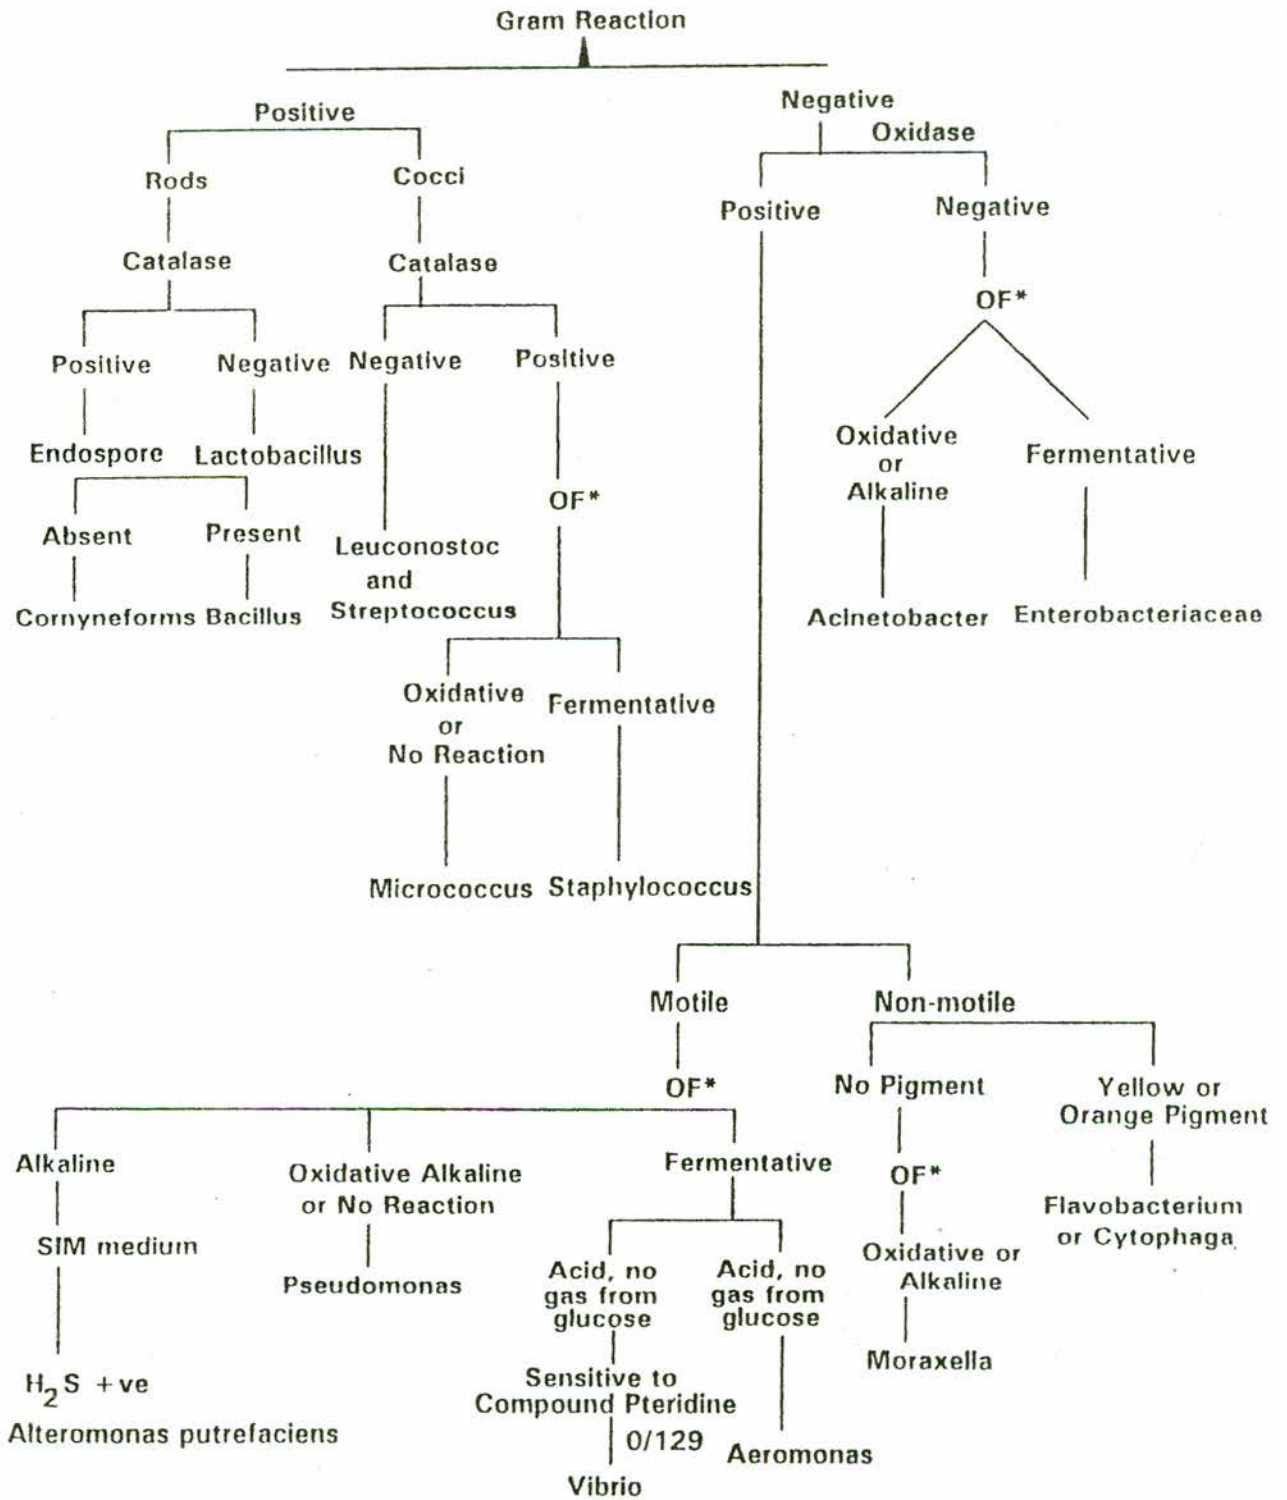 Gram Reaction
Positive
Negative
Oxidase
Rods
Cocci
Positive
Negative
Catalase
Catalase
OF*
Positive
Negative
Negative
Positive
Endospore
Lactobacillus
OF*
Oxidative
or
Alkaline
Fermentative
Absent
Present
Leuconostoc
and
Streptococcus
Cornyneforms
Bacillus
Acinetobacter
Enterobacteriaceae
Oxidative
or
No Reaction
Fermentative
Micrococcus
Staphylococcus
Motile
Non-motile
OF*
No Pigment
Yellow or
Orange Pigment
Alkaline
Oxidative Alkaline
or No Reaction
Fermentative
OF*
Flavobacterium
or Cytophaga
SIM medium
Pseudomonas
Acid, no
gas from
glucose
Acid, no
gas from
glucose
Oxidative or
Alkaline
Moraxella
H2S +ve
Alteromonas putrefaciens
Sensitive to
Compound Pteridine
0/129
Vibrio
Aeromonas